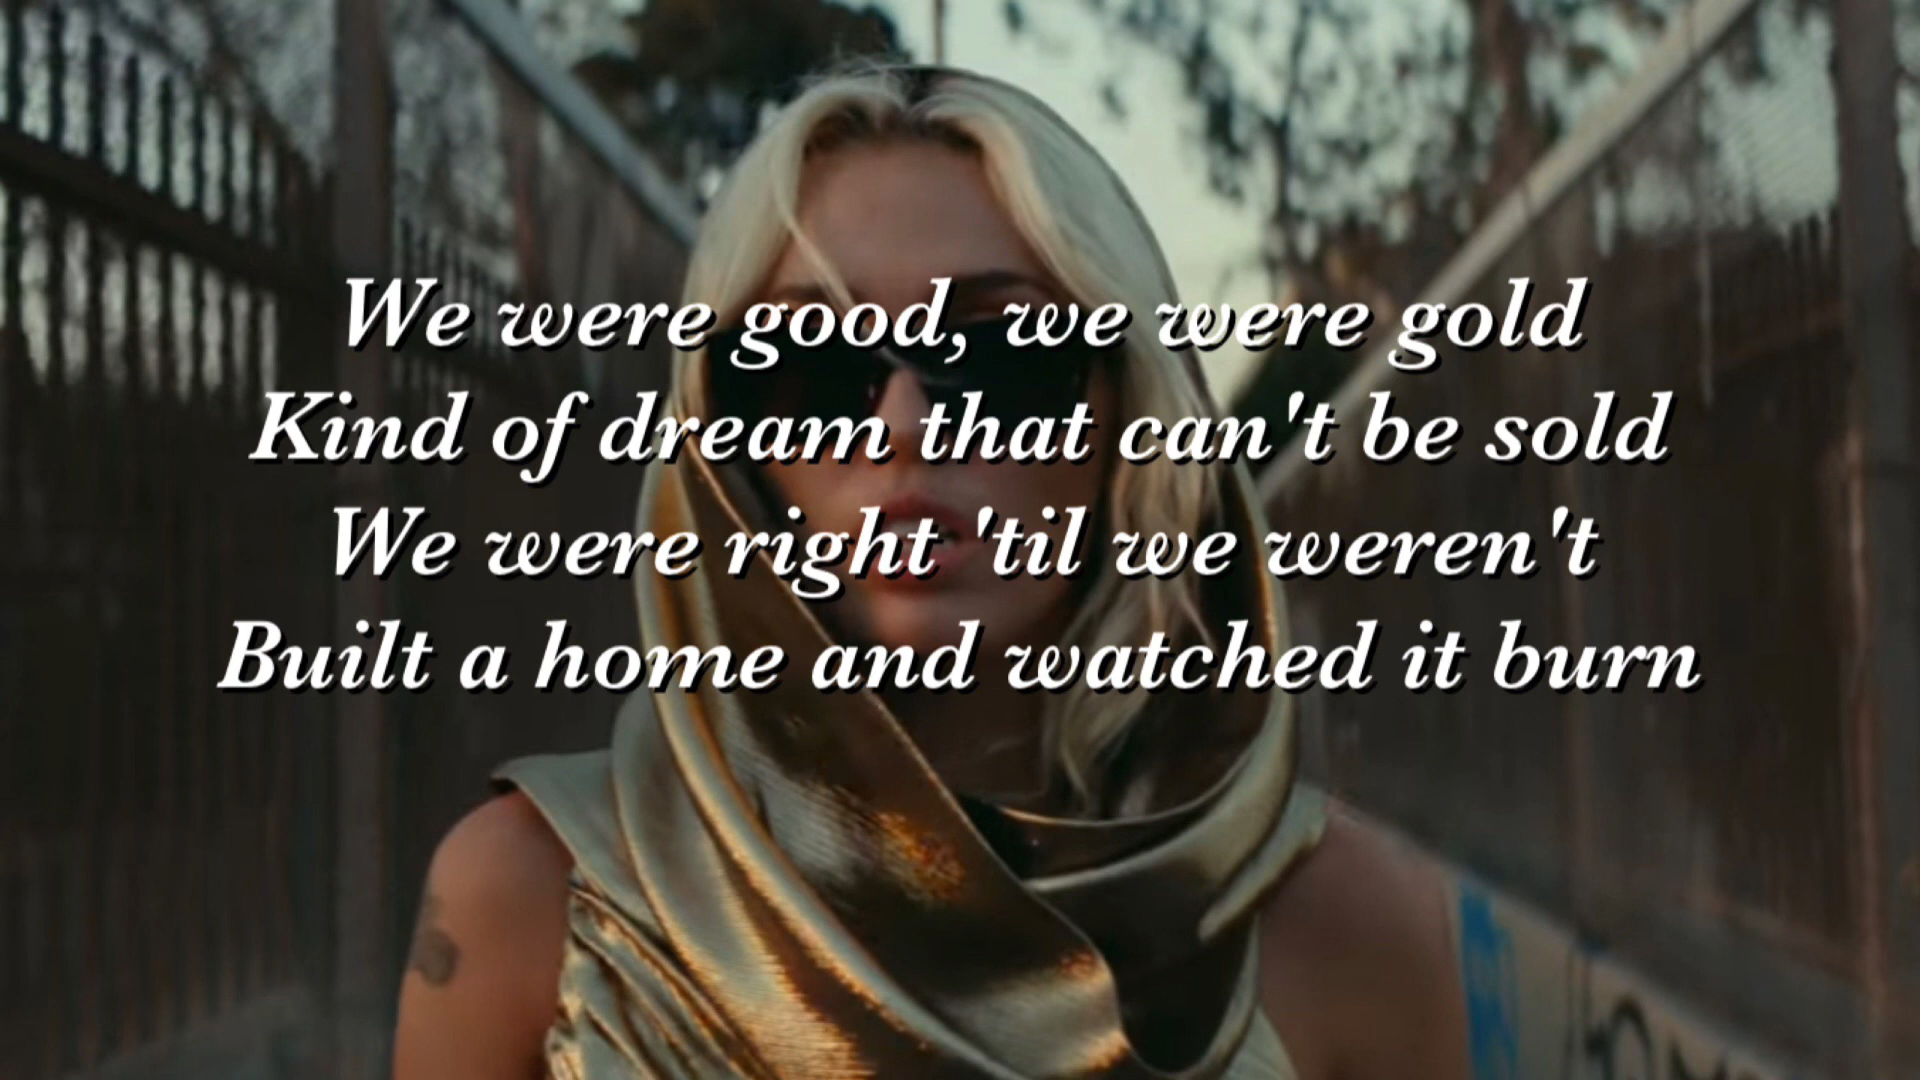 We were good, we were gold
Kind of dream that can't be sold
We were right 'til we weren't
Built a home and watched it burn